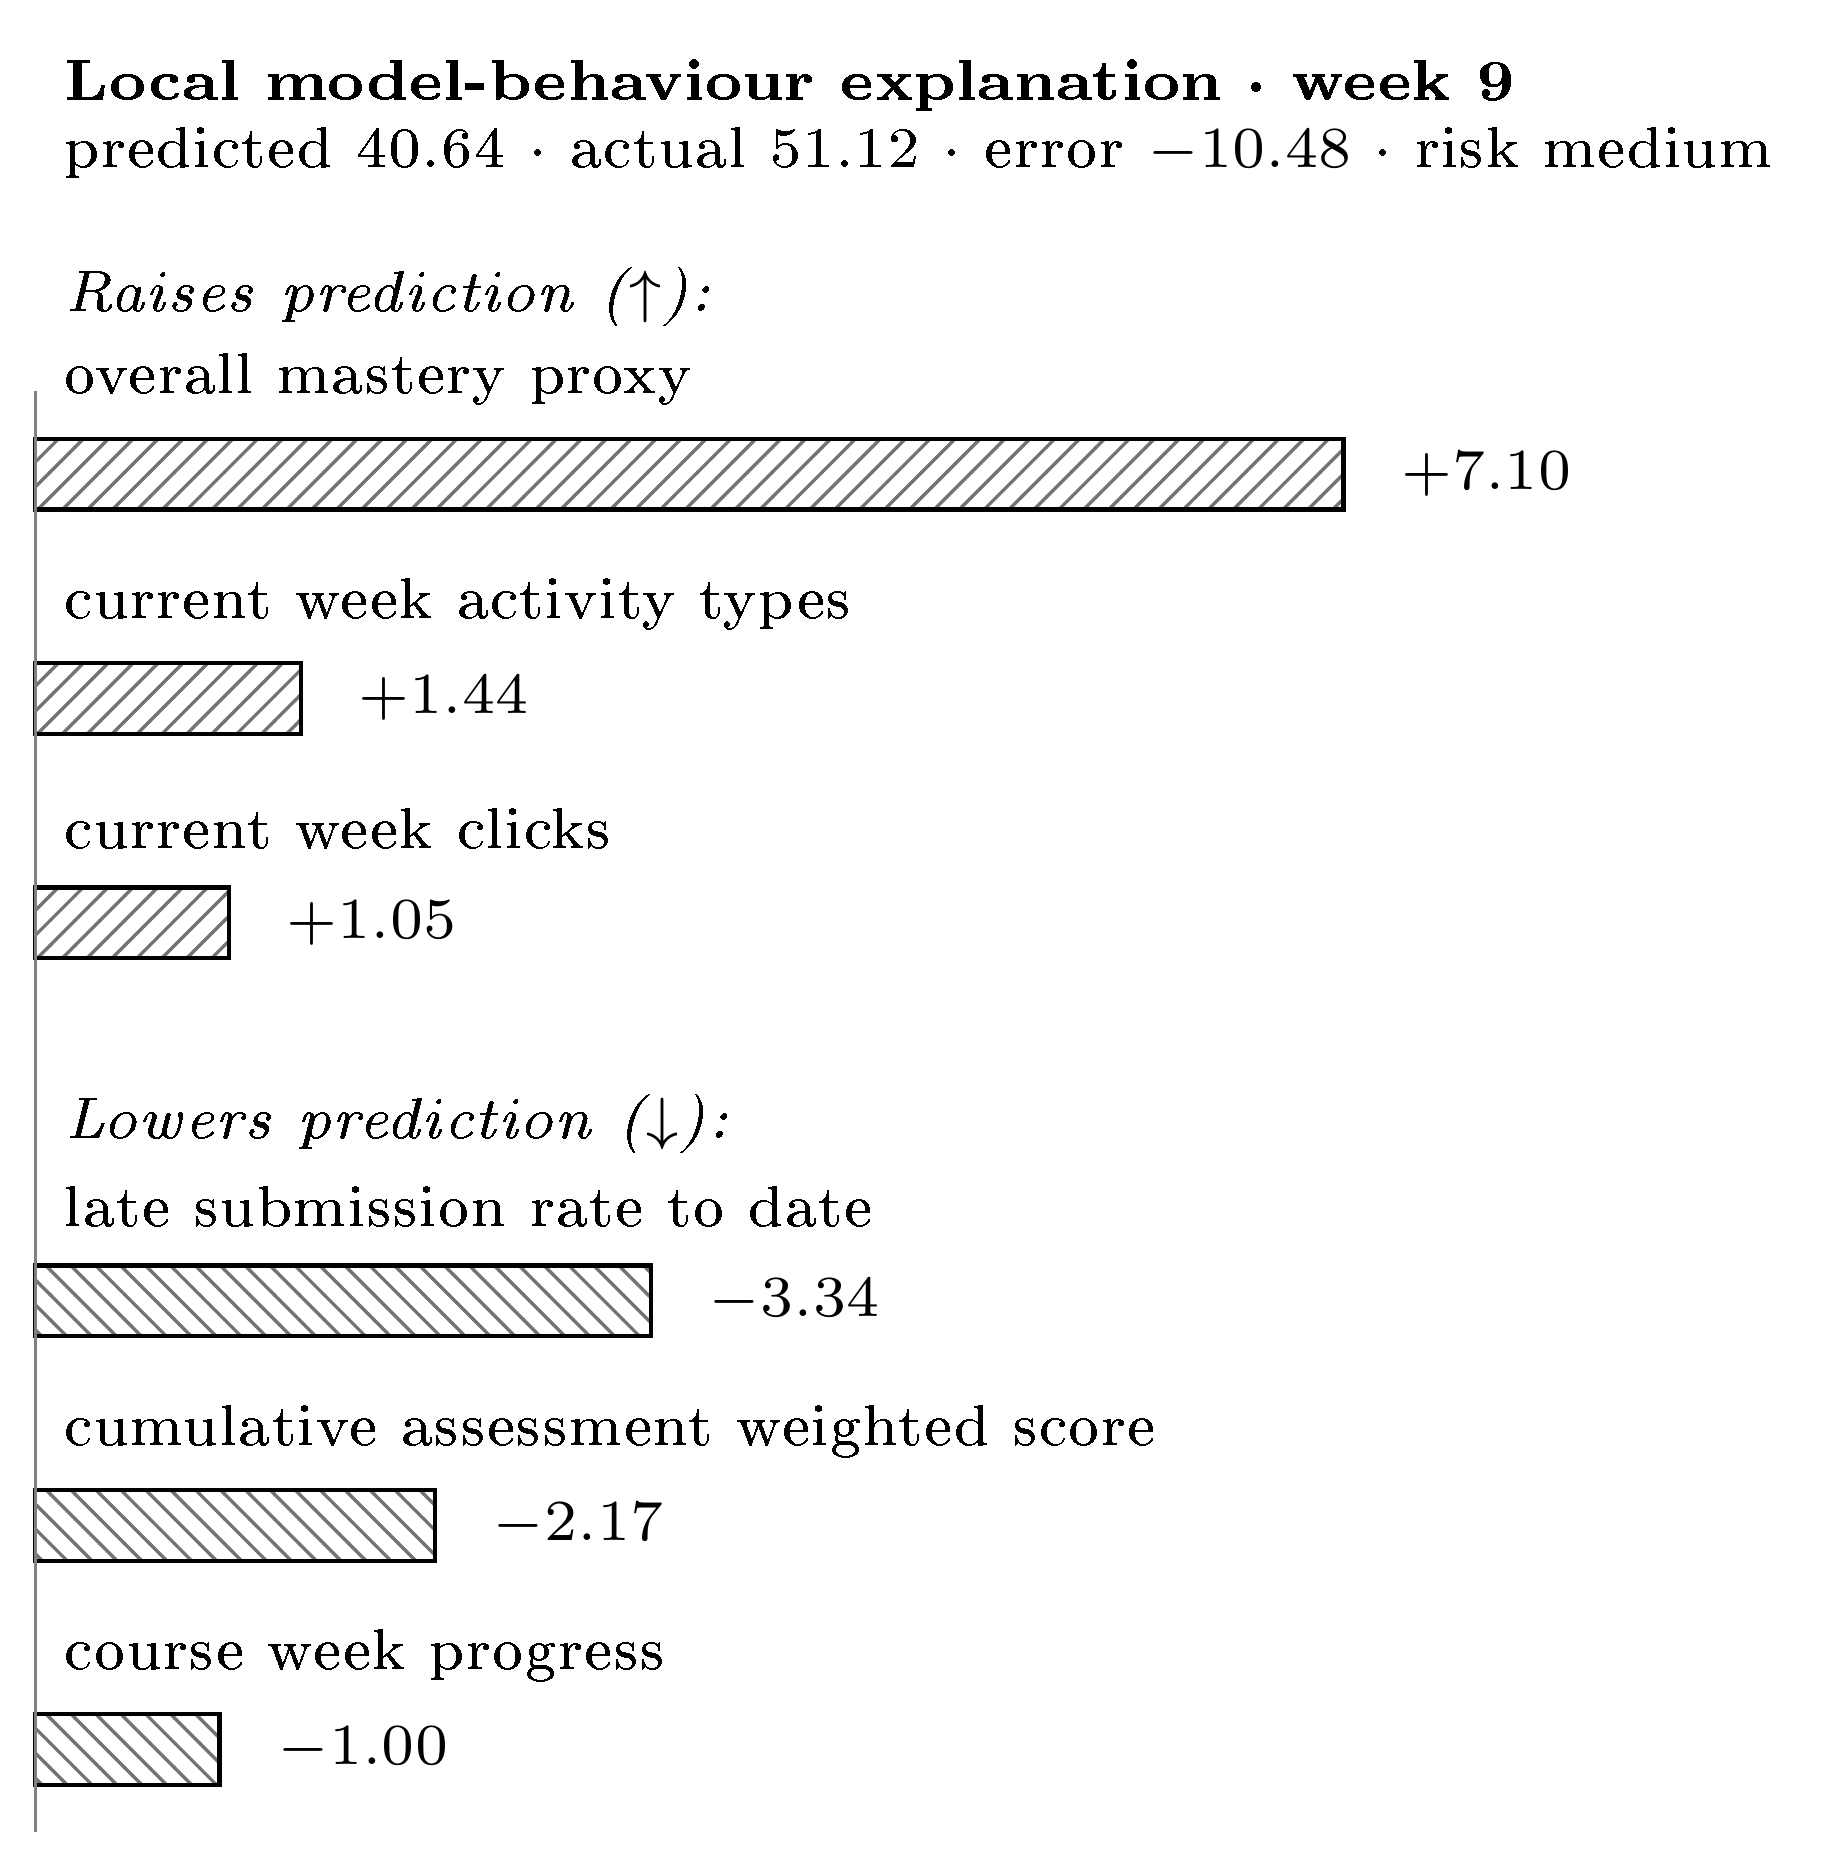 Local model-behaviour explanation · week 9
predicted 40.64 · actual 51.12 · error −10.48 · risk medium
Raises prediction (↑):
overall mastery proxy
+7.10
current week activity types
+1.44
current week clicks
+1.05
Lowers prediction (↓):
late submission rate to date
−3.34
cumulative assessment weighted score
−2.17
course week progress
−1.00